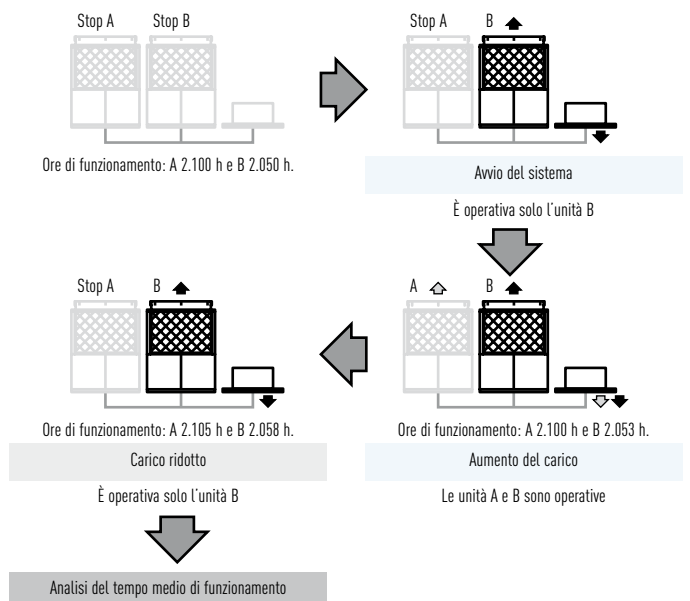 Stop A
Stop B
Ore di funzionamento: A 2.100 h e B 2.050 h.
Stop A
B
Avvio del sistema
È operativa solo l'unità B
A
B
Ore di funzionamento: A 2.100 h e B 2.053 h.
Aumento del carico
Le unità A e B sono operative
Stop A
B
Ore di funzionamento: A 2.105 h e B 2.058 h.
Carico ridotto
È operativa solo l'unità B
Analisi del tempo medio di funzionamento